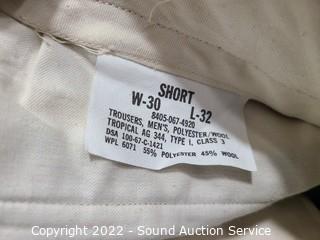 SHORT
W-30 L-32
8405-067-4920
TROUSERS, MEN'S, POLYESTER/WOOL
TROPICAL AG 344, TYPE I, CLASS 3
DSA 100-67-C-1421
WPL 6071 55% POLYESTER 45% WOOL
Copyright 2022 - Sound Auction Service